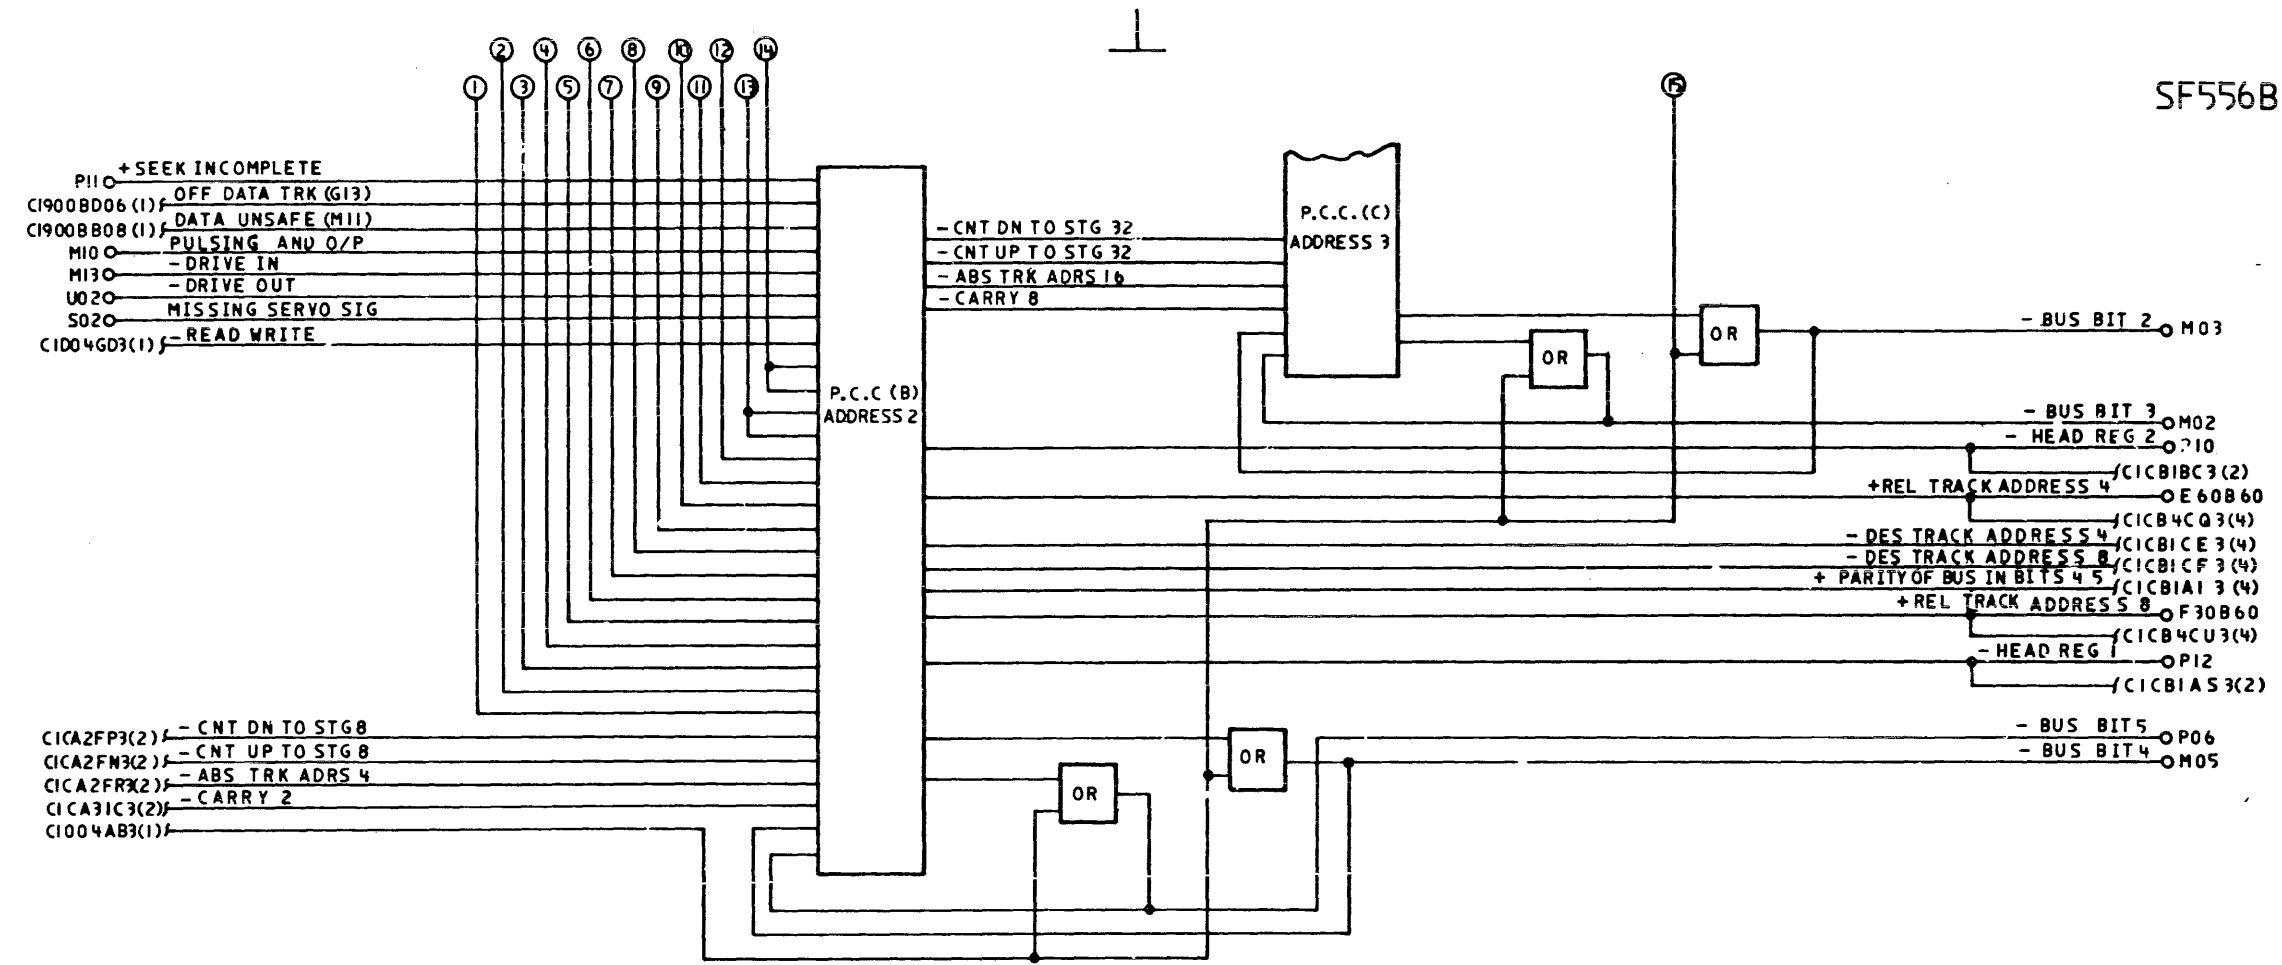 2 4 6 8 10 12 14
1 3 5 7 9 11 13
15
SF556B
+SEEK INCOMPLETE
P11
OFF DATA TRK (G13)
C1900BD06(1)
DATA UNSAFE (M11)
C1900BB08(1)
PULSING AND O/P
M10
-DRIVE IN
M13
-DRIVE OUT
U02
MISSING SERVO SIG
S02
-READ WRITE
C1D04GD3(1)
P.C.C (B)
ADDRESS 2
-CNT DN TO STG 32
-CNT UP TO STG 32
-ABS TRK ADRS 16
-CARRY 8
P.C.C.(C)
ADDRESS 3
OR
OR
- BUS BIT 2
M03
- BUS BIT 3
M02
- HEAD REG 2
10
C1CB1BC3(2)
+REL TRACK ADDRESS 4
E60B60
C1CB4CQ3(4)
- DES TRACK ADDRESS 4
C1CB1CE3(4)
- DES TRACK ADDRESS 8
C1CB1CF3(4)
+ PARITY OF BUS IN BITS 4 5
C1CB1A13(4)
+REL TRACK ADDRESS 8
F30B60
C1CB4CU3(4)
-HEAD REG 1
P12
C1CB1AS3(2)
- CNT DN TO STG8
C1CA2FP3(2)
- CNT UP TO STG 8
C1CA2FN3(2)
- ABS TRK ADRS 4
C1CA2FR3(2)
- CARRY 2
C1CA31C3(2)
C1004AB3(1)
OR
OR
- BUS BIT5
P06
- BUS BIT4
M05